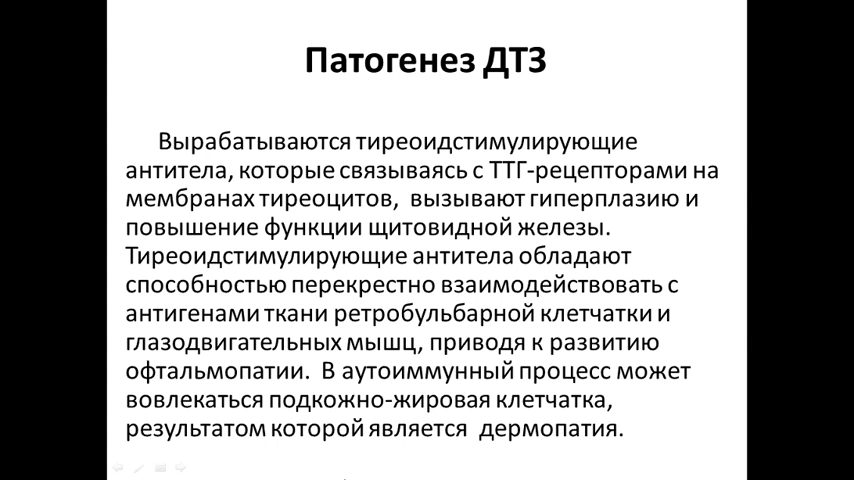 Патогенез ДТЗ
Вырабатываются тиреоидстимулирующие
антитела, которые связываясь с ТТГ-рецепторами на
мембранах тиреоцитов, вызывают гиперплазию и
повышение функции щитовидной железы.
Тиреоидстимулирующие антитела обладают
способностью перекрестно взаимодействовать с
антигенами ткани ретробульбарной клетчатки и
глазодвигательных мышц, приводя к развитию
офтальмопатии. В аутоиммунный процесс может
вовлекаться подкожно-жировая клетчатка,
результатом которой является дермопатия.